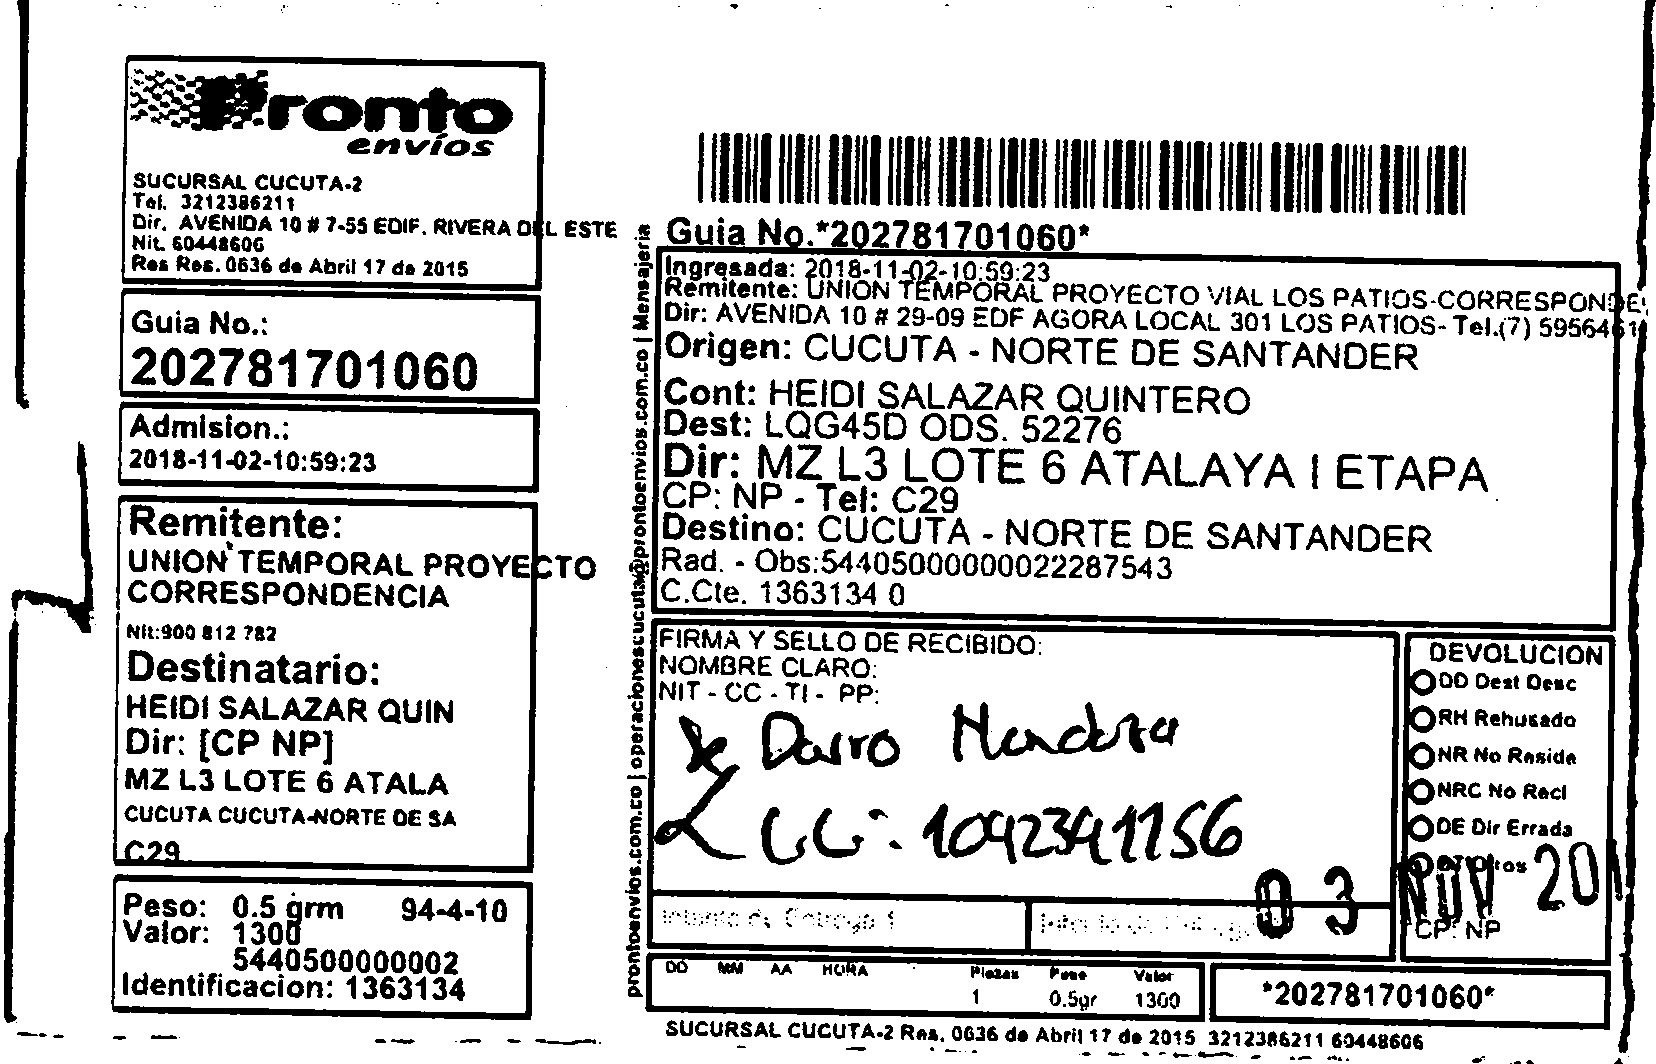 Pronto
envíos
SUCURSAL CUCUTA-2
Tel. 3212386211
Dir. AVENIDA 10 # 7-55 EDIF. RIVERA DEL ESTE
Nit. 60448606
Res Res. 0636 de Abril 17 de 2015
Guia No.:
202781701060
Admision.:
2018-11-02-10:59:23
Remitente:
UNION TEMPORAL PROYECTO
CORRESPONDENCIA
Nit:900 812 782
Destinatario:
HEIDI SALAZAR QUIN
Dir: [CP NP]
MZ L3 LOTE 6 ATALA
CUCUTA CUCUTA-NORTE DE SA
C29
Peso: 0.5 grm 94-4-10
Valor: 1300
5440500000002
Identificacion: 1363134
prontoenvios.com.co | operacionescucuta@prontoenvios.com.co | Mensajeria
Guia No.*202781701060*
Ingresada: 2018-11-02-10:59:23
Remitente: UNION TEMPORAL PROYECTO VIAL LOS PATIOS-CORRESPONDE
Dir: AVENIDA 10 # 29-09 EDF AGORA LOCAL 301 LOS PATIOS- Tel.(7) 5956461
Origen: CUCUTA - NORTE DE SANTANDER
Cont: HEIDI SALAZAR QUINTERO
Dest: LQG45D ODS. 52276
Dir: MZ L3 LOTE 6 ATALAYA I ETAPA
CP: NP - Tel: C29
Destino: CUCUTA - NORTE DE SANTANDER
Rad. - Obs:54405000000022287543
C.Cte. 1363134 0
FIRMA Y SELLO DE RECIBIDO:
NOMBRE CLARO:
NIT - CC - TI - PP:
Mendoza
CC: 1092391156
Intento de Entrega 1
03 NOV 201
DEVOLUCION
DD Dest Desc
RH Rehusado
NR No Reside
NRC No Recl
DE Dir Errada
CP: NP
DD MM AA HORA Piezas Peso Valor
1 0.5gr 1300
*202781701060*
SUCURSAL CUCUTA-2 Res. 0636 de Abril 17 de 2015 3212386211 60448606